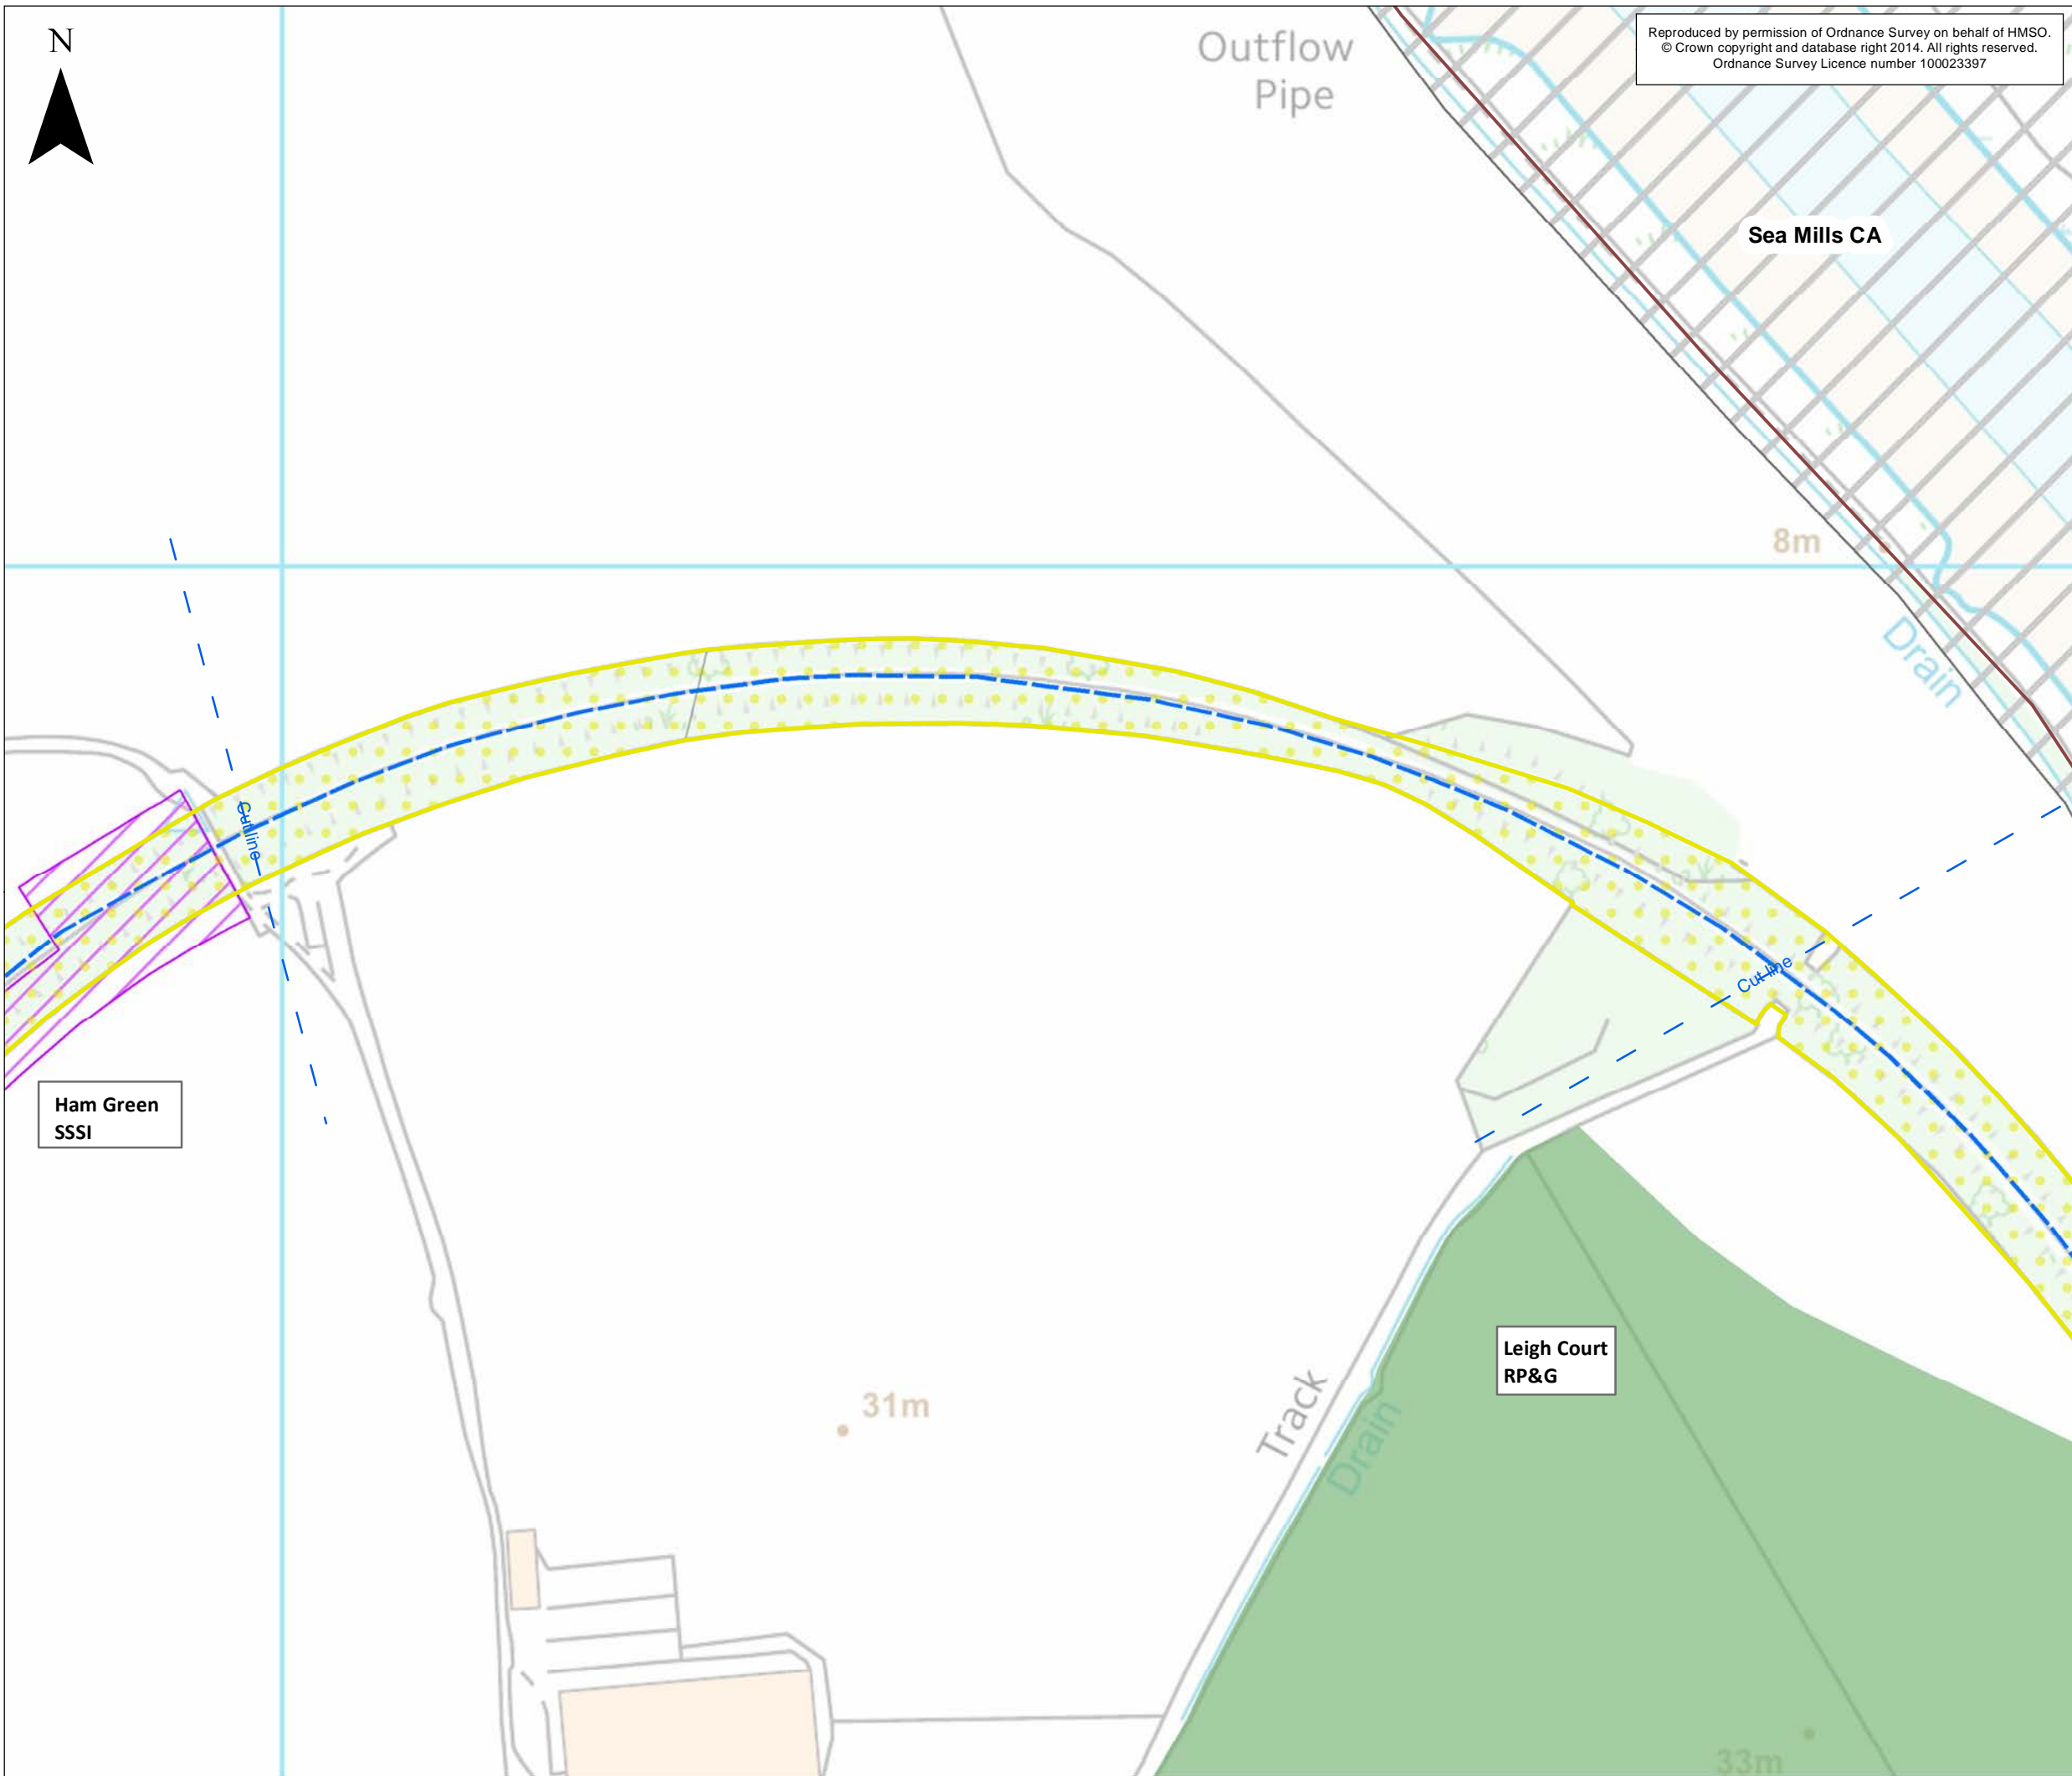 N
Outflow
Pipe
Reproduced by permission of Ordnance Survey on behalf of HMSO.
© Crown copyright and database right 2014. All rights reserved.
Ordnance Survey Licence number 100023397
Sea Mills CA
8m
Drain
Cut line
Cut line
Ham Green
SSSI
Leigh Court
RP&G
31m
Track
Drain
33m